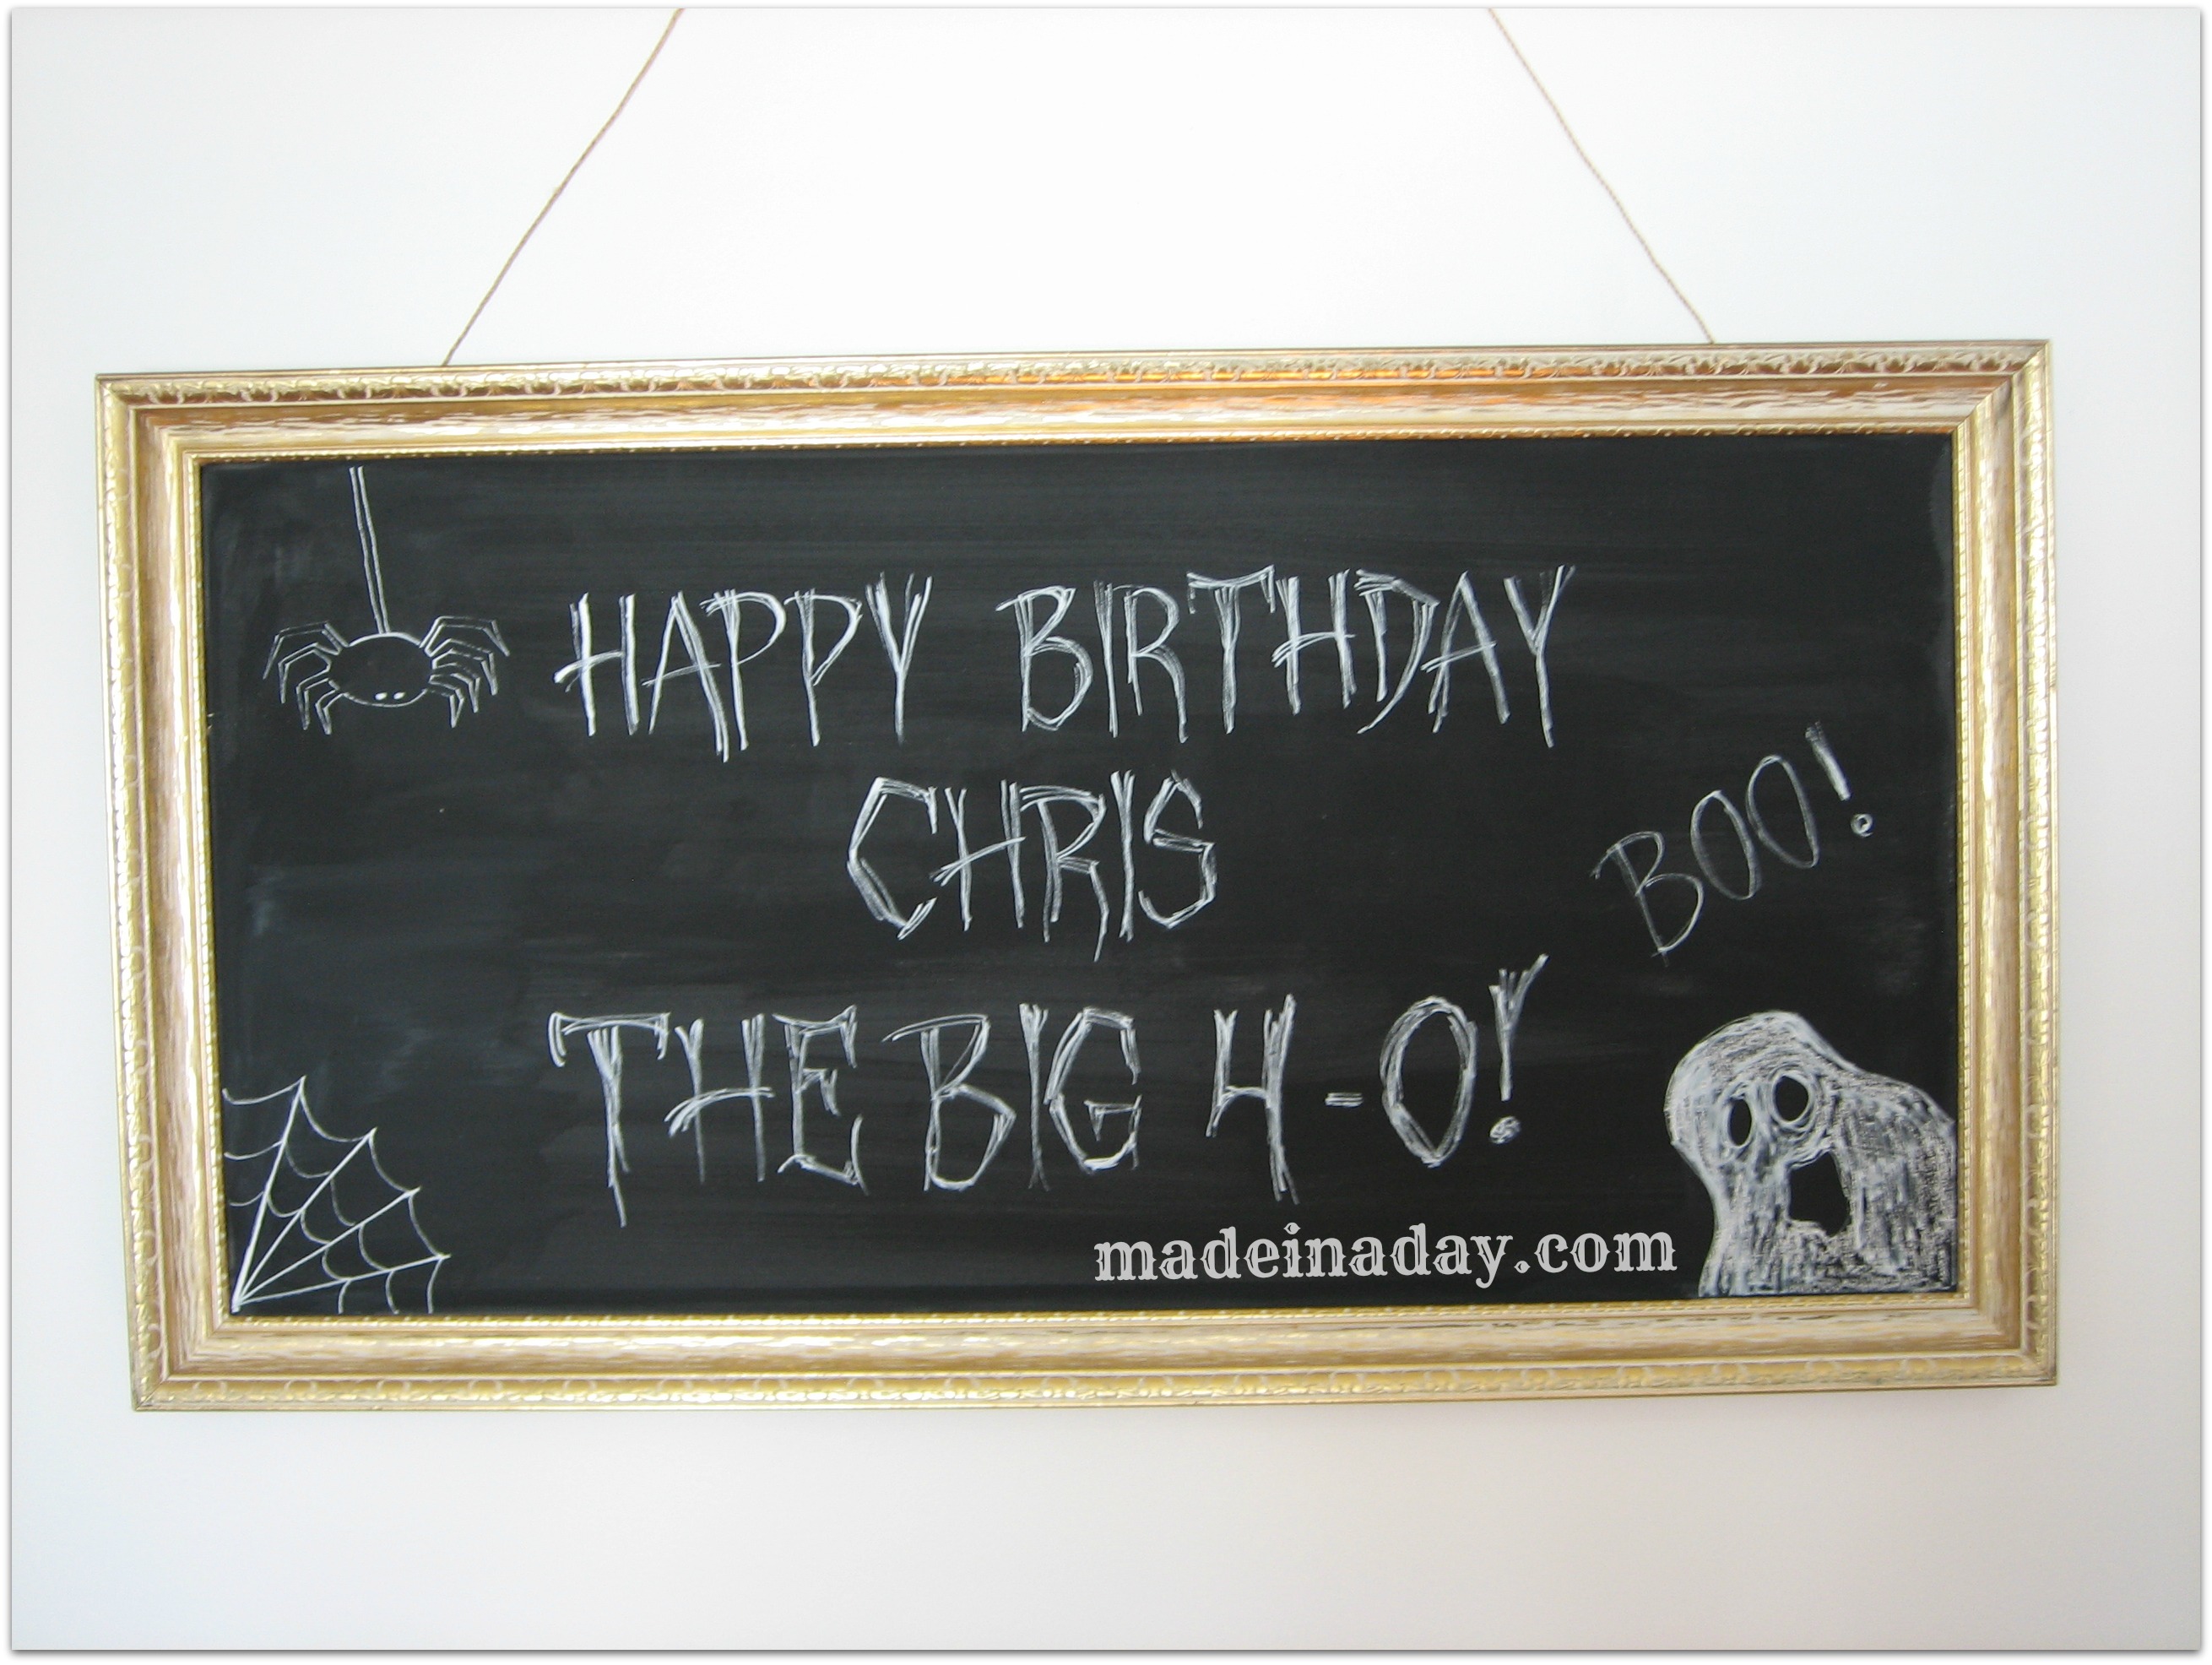 HAPPY BIRTHDAY
CHRIS
BOO!
THE BIG 4-0!
madeinaday.com